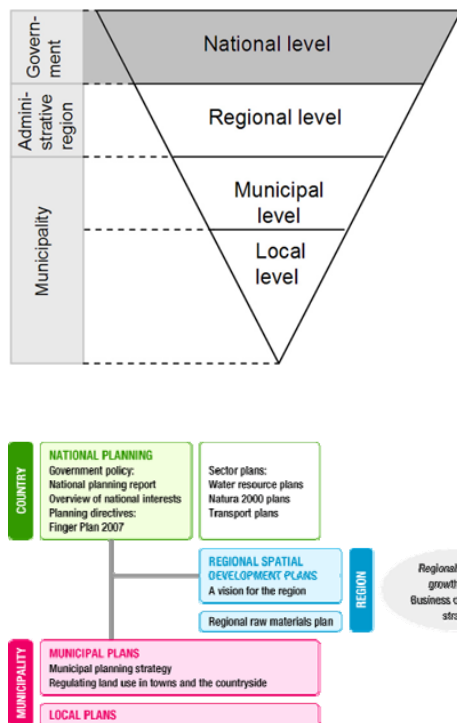 Govern-
ment
National level
Admini-
strative
region
Regional level
Municipality
Municipal
level
Local
level
COUNTRY
NATIONAL PLANNING
Government policy:
National planning report
Overview of national interests
Planning directives:
Finger Plan 2007
Sector plans:
Water resource plans
Natura 2000 plans
Transport plans
REGIONAL SPATIAL
DEVELOPMENT PLANS
A vision for the region
Regional raw materials plan
REGION
Regional
growth
Business
stra
MUNICIPALITY
MUNICIPAL PLANS
Municipal planning strategy
Regulating land use in towns and the countryside
LOCAL PLANS